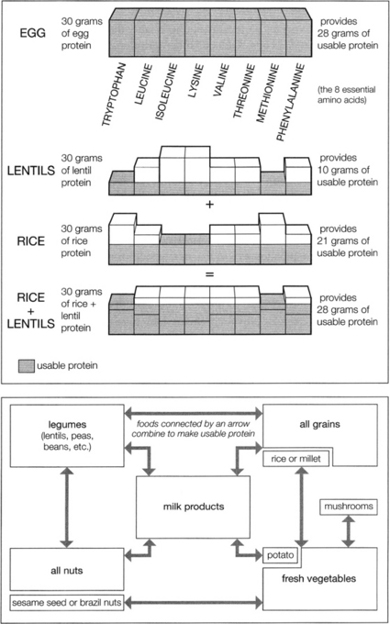 EGG
30 grams
of egg
protein
provides
28 grams of
usable protein
TRYPTOPHAN
LEUCINE
ISOLEUCINE
LYSINE
VALINE
THREONINE
METHIONINE
PHENYLALANINE
(the 8 essential
amino acids)
LENTILS
30 grams
of lentil
protein
provides
10 grams of
usable protein
+
RICE
30 grams
of rice
protein
provides
21 grams of
usable protein
=
RICE
+
LENTILS
30 grams
of rice +
lentil
protein
provides
28 grams of
usable protein
usable protein
legumes
(lentils, peas,
beans, etc.)
foods connected by an arrow
combine to make usable protein
all grains
rice or millet
milk products
mushrooms
all nuts
potato
fresh vegetables
sesame seed or brazil nuts